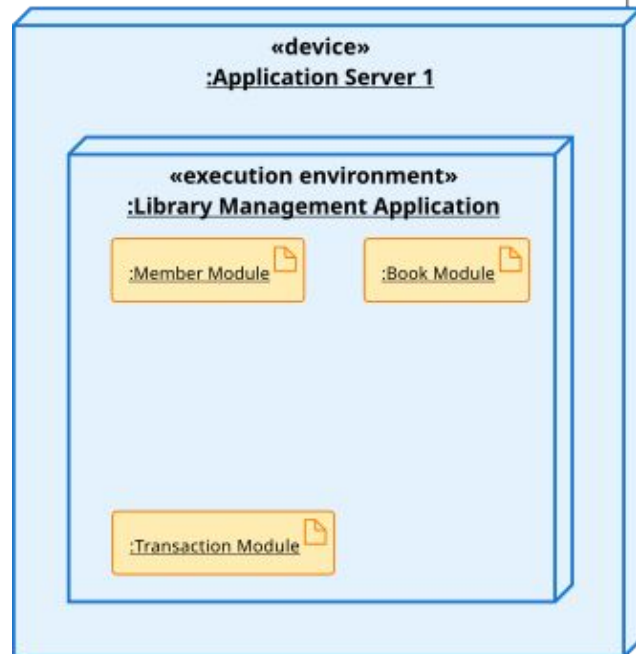 «device»
:Application Server 1
«execution environment»
:Library Management Application
:Member Module
:Book Module
:Transaction Module